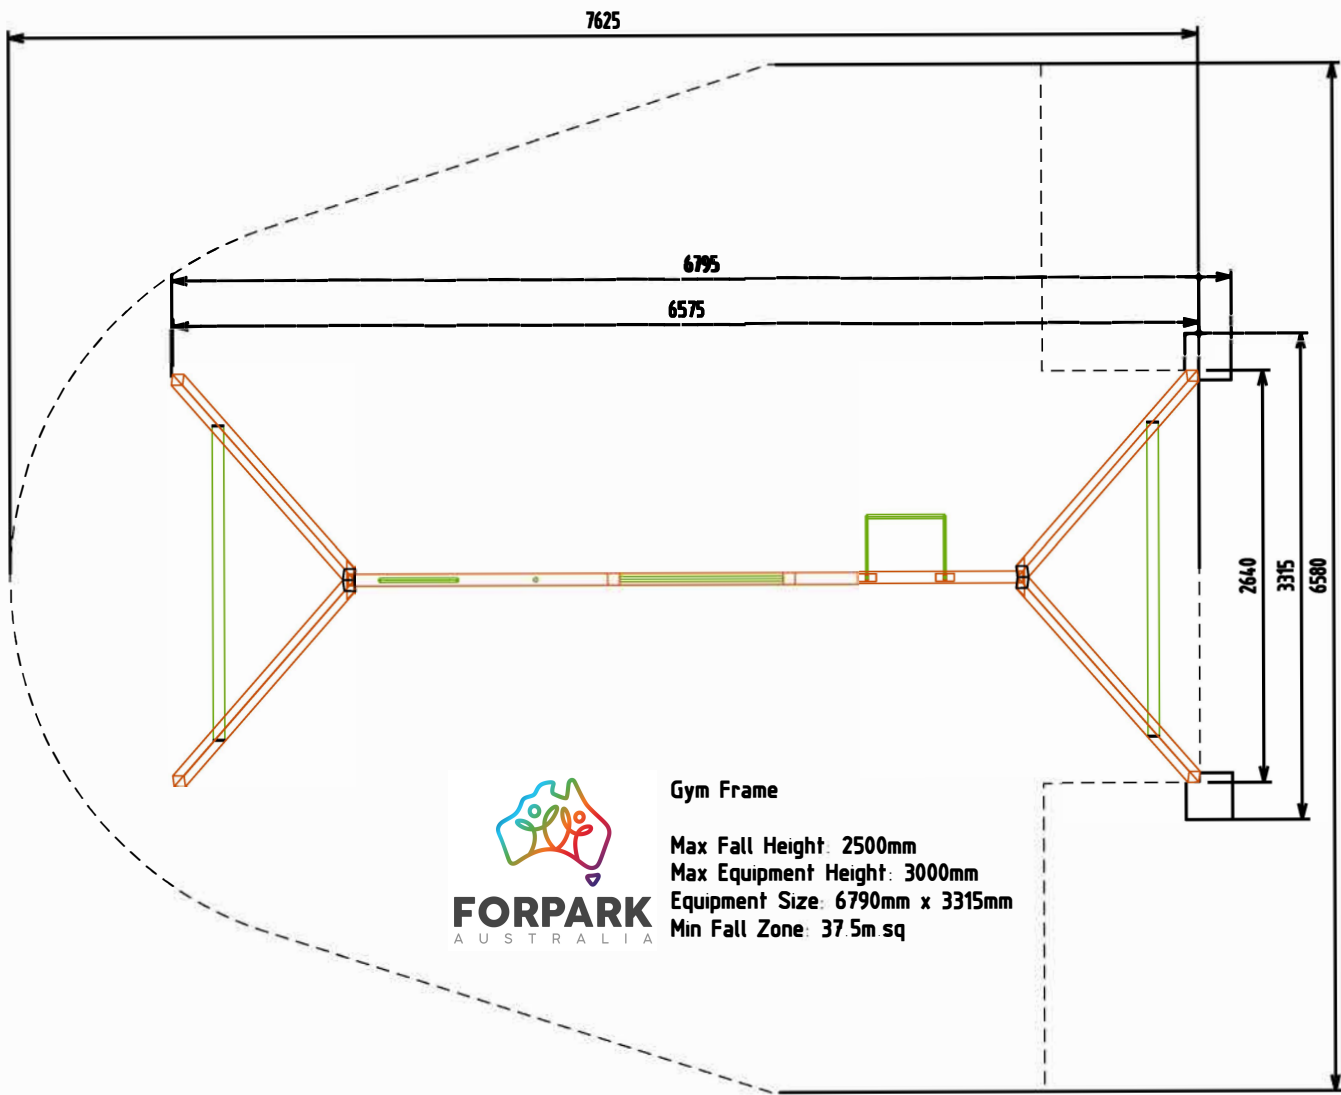 7625
6795
6575
2640
3315
6580
Gym Frame
Max Fall Height: 2500mm
Max Equipment Height: 3000mm
Equipment Size: 6790mm x 3315mm
Min Fall Zone: 37.5m.sq
FORPARK
AUSTRALIA